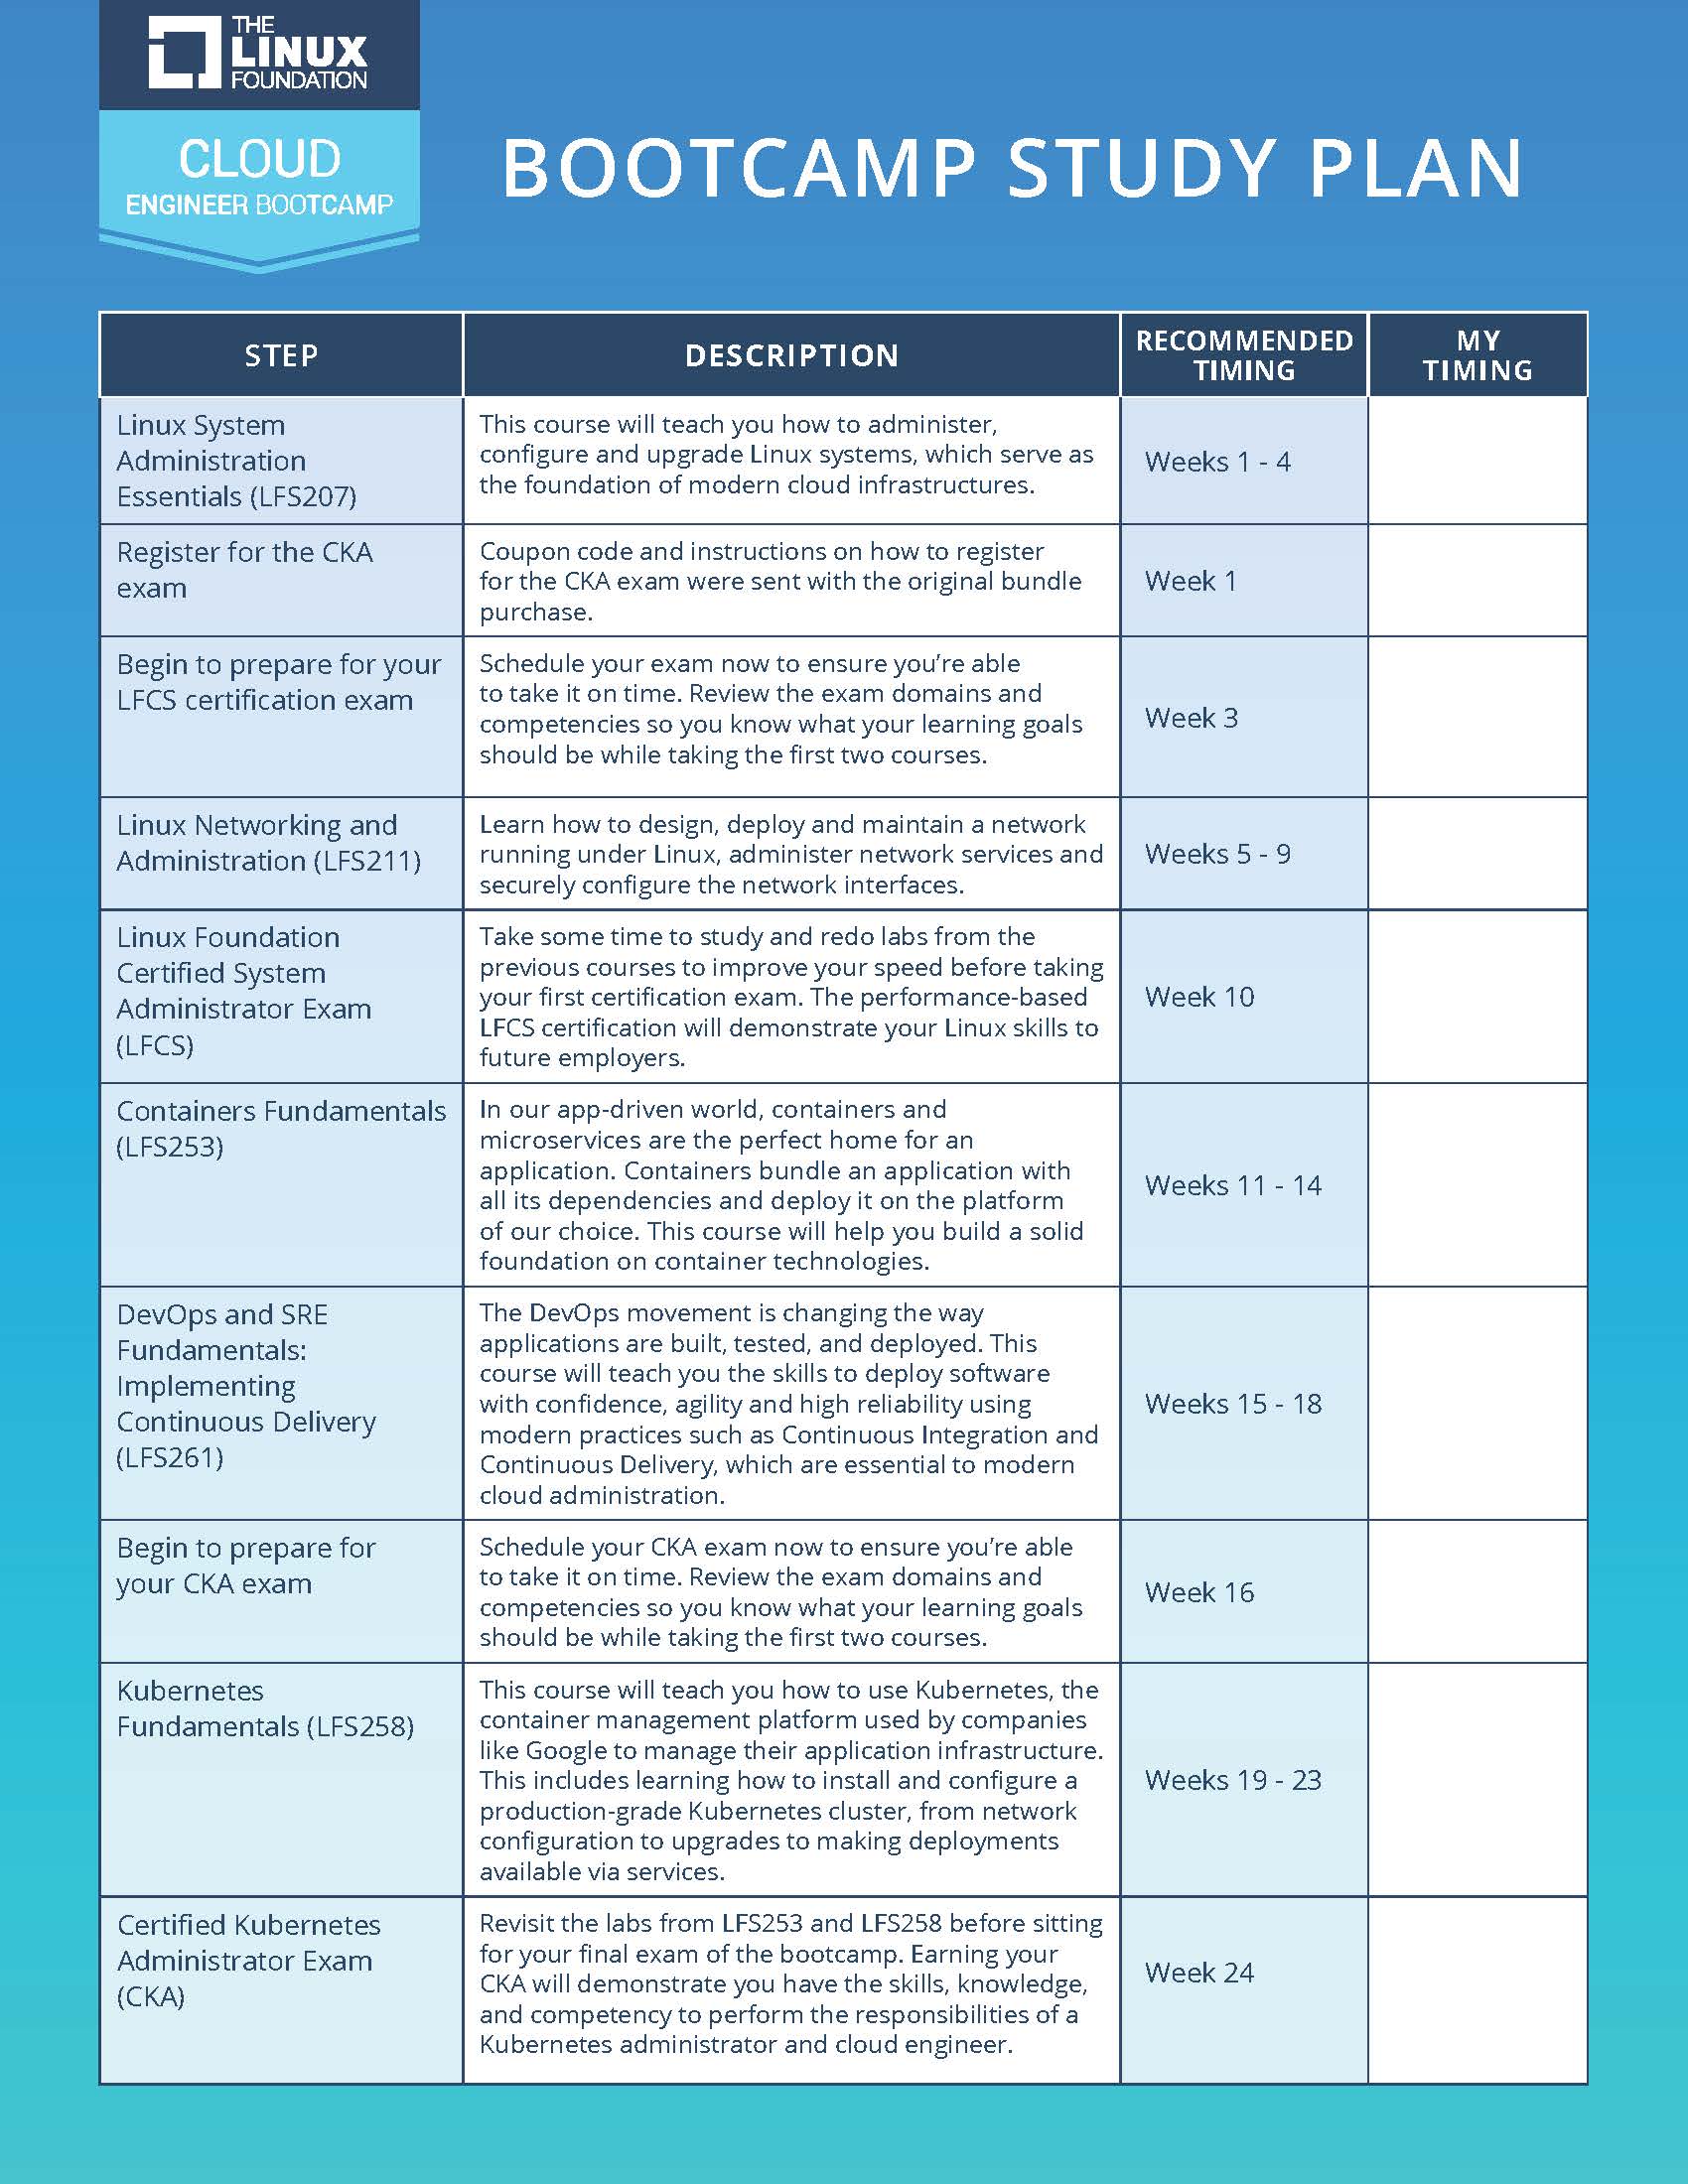 THE
LINUX
FOUNDATION
CLOUD
ENGINEER BOOTCAMP
BOOTCAMP STUDY PLAN
STEP
DESCRIPTION
RECOMMENDED
TIMING
MY
TIMING
Linux System
Administration
Essentials (LFS207)
This course will teach you how to administer,
configure and upgrade Linux systems, which serve as
the foundation of modern cloud infrastructures.
Weeks 1 - 4
Register for the CKA
exam
Coupon code and instructions on how to register
for the CKA exam were sent with the original bundle
purchase.
Week 1
Begin to prepare for your
LFCS certification exam
Schedule your exam now to ensure you’re able
to take it on time. Review the exam domains and
competencies so you know what your learning goals
should be while taking the first two courses.
Week 3
Linux Networking and
Administration (LFS211)
Learn how to design, deploy and maintain a network
running under Linux, administer network services and
securely configure the network interfaces.
Weeks 5 - 9
Linux Foundation
Certified System
Administrator Exam
(LFCS)
Take some time to study and redo labs from the
previous courses to improve your speed before taking
your first certification exam. The performance-based
LFCS certification will demonstrate your Linux skills to
future employers.
Week 10
Containers Fundamentals
(LFS253)
In our app-driven world, containers and
microservices are the perfect home for an
application. Containers bundle an application with
all its dependencies and deploy it on the platform
of our choice. This course will help you build a solid
foundation on container technologies.
Weeks 11 - 14
DevOps and SRE
Fundamentals:
Implementing
Continuous Delivery
(LFS261)
The DevOps movement is changing the way
applications are built, tested, and deployed. This
course will teach you the skills to deploy software
with confidence, agility and high reliability using
modern practices such as Continuous Integration and
Continuous Delivery, which are essential to modern
cloud administration.
Weeks 15 - 18
Begin to prepare for
your CKA exam
Schedule your CKA exam now to ensure you’re able
to take it on time. Review the exam domains and
competencies so you know what your learning goals
should be while taking the first two courses.
Week 16
Kubernetes
Fundamentals (LFS258)
This course will teach you how to use Kubernetes, the
container management platform used by companies
like Google to manage their application infrastructure.
This includes learning how to install and configure a
production-grade Kubernetes cluster, from network
configuration to upgrades to making deployments
available via services.
Weeks 19 - 23
Certified Kubernetes
Administrator Exam
(CKA)
Revisit the labs from LFS253 and LFS258 before sitting
for your final exam of the bootcamp. Earning your
CKA will demonstrate you have the skills, knowledge,
and competency to perform the responsibilities of a
Kubernetes administrator and cloud engineer.
Week 24